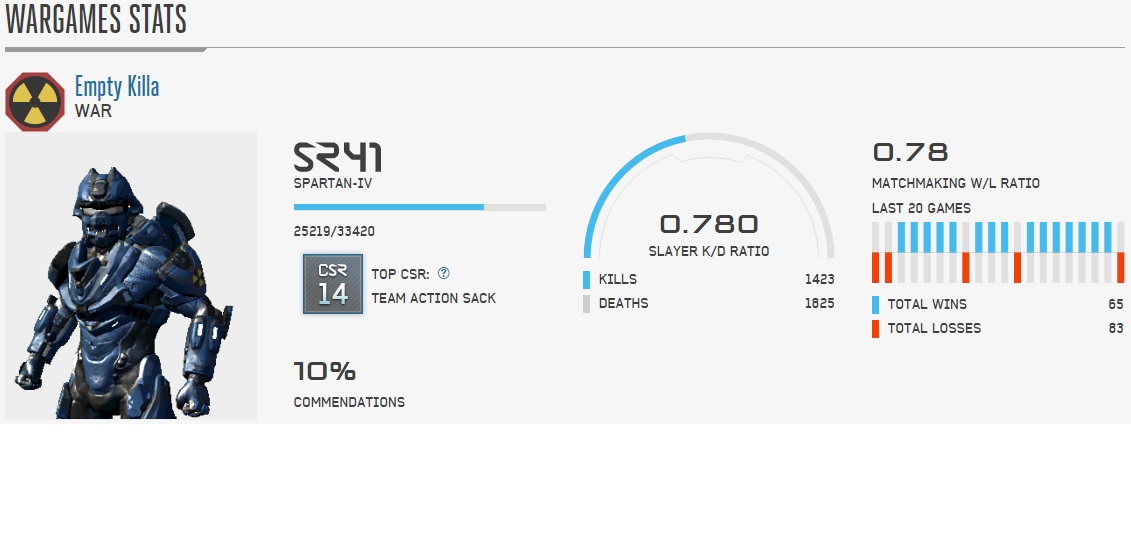 WARGAMES STATS
Empty Killa
WAR
SR41
SPARTAN-IV
25219/33420
CSR
14
TOP CSR: ?
TEAM ACTION SACK
10%
COMMENDATIONS
0.780
SLAYER K/D RATIO
KILLS 1423
DEATHS 1825
0.78
MATCHMAKING W/L RATIO
LAST 20 GAMES
TOTAL WINS 65
TOTAL LOSSES 83